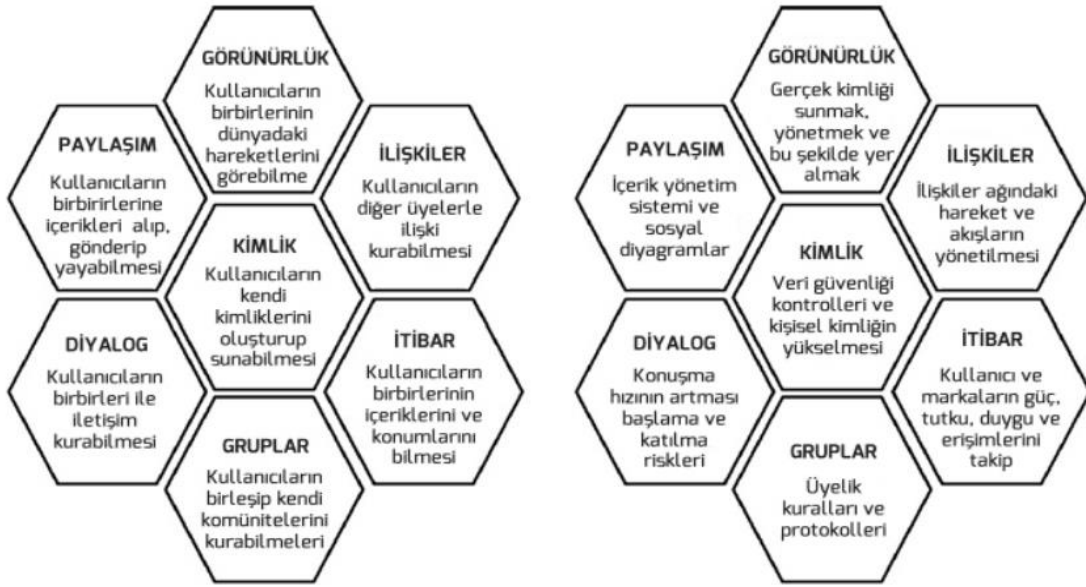 GÖRÜNÜRLÜK
Kullanıcıların
birbirlerinin
dünyadaki
hareketlerini
görebilme
PAYLAŞIM
Kullanıcıların
birbirirlerine
içerikleri alıp,
gönderip
yayabilmesi
İLİŞKİLER
Kullanıcıların
diğer üyelerle
ilişki
kurabilmesi
KİMLİK
Kullanıcıların
kendi
kimliklerini
oluşturup
sunabilmesi
DİYALOG
Kullanıcıların
birbirleri ile
iletişim
kurabilmesi
İTİBAR
Kullanıcıların
birbirlerinin
içeriklerini ve
konumlarını
bilmesi
GRUPLAR
Kullanıcıların
birleşip kendi
komünitelerini
kurabilmeleri
GÖRÜNÜRLÜK
Gerçek kimliği
sunmak,
yönetmek ve
bu şekilde yer
almak
PAYLAŞIM
İçerik yönetim
sistemi ve
sosyal
diyagramlar
İLİŞKİLER
İlişkiler ağındaki
hareket ve
akışların
yönetilmesi
KİMLİK
Veri güvenliği
kontrolleri ve
kişisel kimliğin
yükselmesi
DİYALOG
Konuşma
hızının artması
başlama ve
katılma
riskleri
İTİBAR
Kullanıcı ve
markaların güç,
tutku, duygu ve
erişimlerini
takip
GRUPLAR
Üyelik
kuralları ve
protokolleri